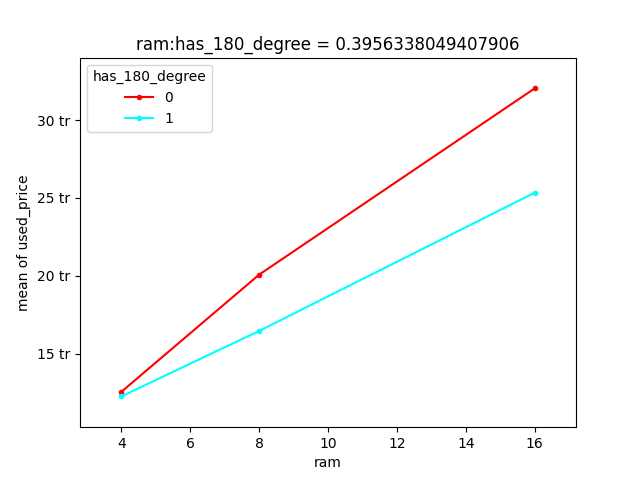 ram:has_180_degree = 0.3956338049407906
has_180_degree
0
1
30 tr
25 tr
20 tr
15 tr
mean of used_price
4 6 8 10 12 14 16
ram